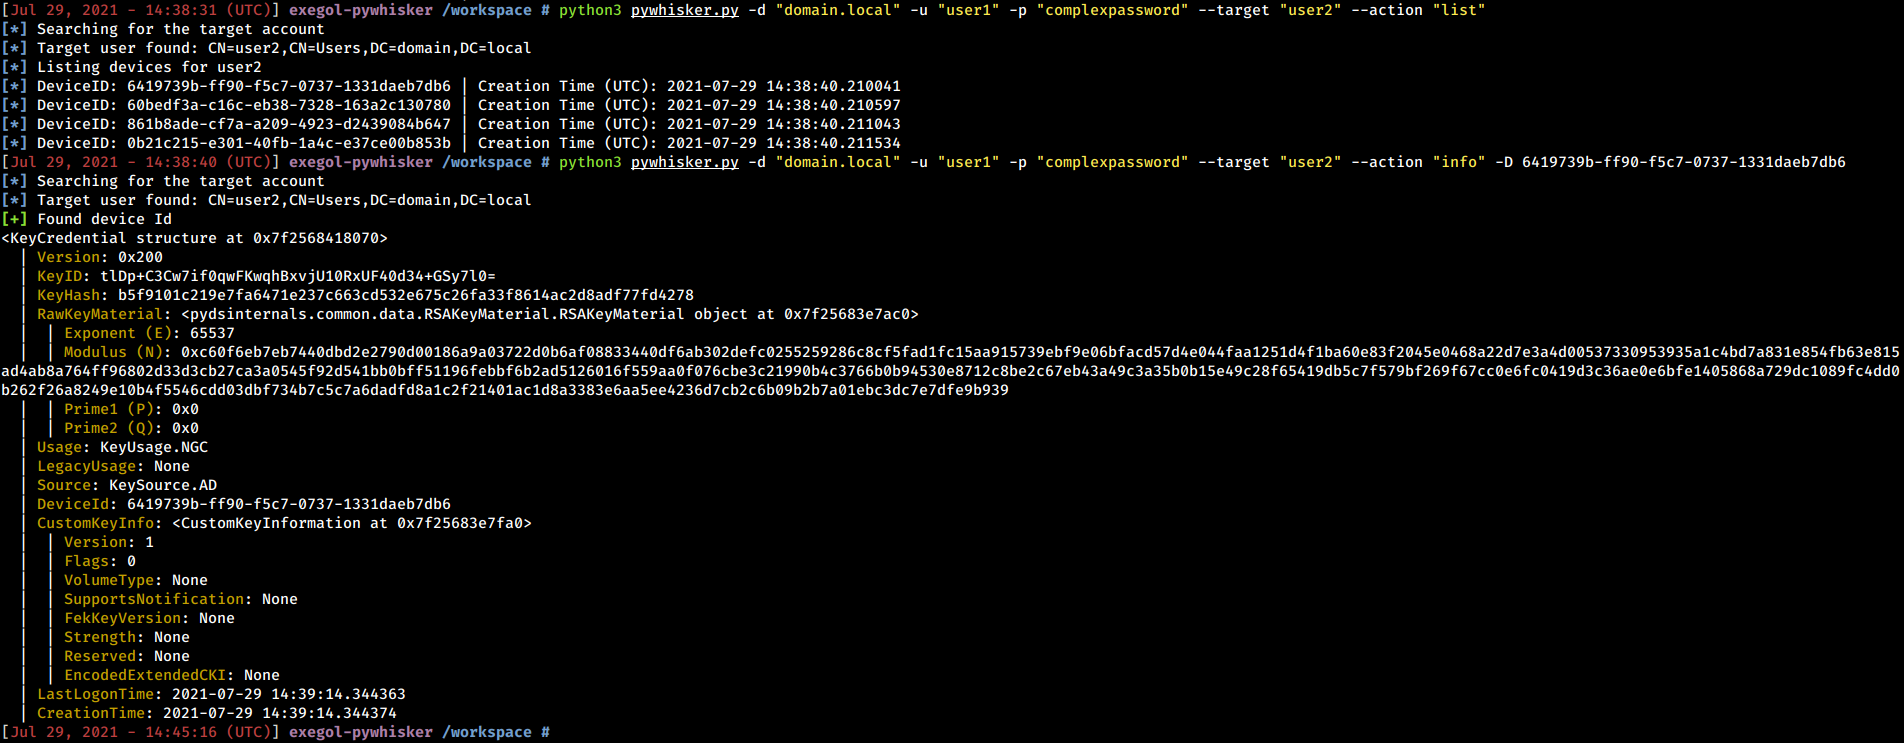 [Jul 29, 2021 - 14:38:31 (UTC)] exegol-pywhisker /workspace # python3 pywhisker.py -d "domain.local" -u "user1" -p "complexpassword" --target "user2" --action "list"
[*] Searching for the target account
[*] Target user found: CN=user2,CN=Users,DC=domain,DC=local
[*] Listing devices for user2
[*] DeviceID: 6419739b-ff90-f5c7-0737-1331daeb7db6 | Creation Time (UTC): 2021-07-29 14:38:40.210041
[*] DeviceID: 60bedf3a-c16c-eb38-7328-163a2c130780 | Creation Time (UTC): 2021-07-29 14:38:40.210597
[*] DeviceID: 861b8ade-cf7a-a209-4923-d2439084b647 | Creation Time (UTC): 2021-07-29 14:38:40.211043
[*] DeviceID: 0b21c215-e301-40fb-1a4c-e37ce00b853b | Creation Time (UTC): 2021-07-29 14:38:40.211534
[Jul 29, 2021 - 14:38:40 (UTC)] exegol-pywhisker /workspace # python3 pywhisker.py -d "domain.local" -u "user1" -p "complexpassword" --target "user2" --action "info" -D 6419739b-ff90-f5c7-0737-1331daeb7db6
[*] Searching for the target account
[*] Target user found: CN=user2,CN=Users,DC=domain,DC=local
[+] Found device Id
<KeyCredential structure at 0x7f2568418070>
| Version: 0x200
| KeyID: tlDp+C3Cw7if0qwFKwqhBxvjU10RxUF40d34+GSy7l0=
| KeyHash: b5f9101c219e7fa6471e237c663cd532e675c26fa33f8614ac2d8adf77fd4278
| RawKeyMaterial: <pydsinternals.common.data.RSAKeyMaterial.RSAKeyMaterial object at 0x7f25683e7ac0>
| | Exponent (E): 65537
| | Modulus (N): 0xc60f6eb7eb7440dbd2e2790d00186a9a03722d0b6af08833440df6ab302defc0255259286c8cf5fad1fc15aa915739ebf9e06bfacd57d4e044faa1251d4f1ba60e83f2045e0468a22d7e3a4d00537330953935a1c4bd7a831e854fb63e815
ad4ab8a764ff96802d33d3cb27ca3a0545f92d541bb0bff51196febbf6b2ad5126016f559aa0f076cbe3c21990b4c3766b0b94530e8712c8be2c67eb43a49c3a35b0b15e49c28f65419db5c7f579bf269f67cc0e6fc0419d3c36ae0e6bfe1405868a729dc1089fc4dd0
b262f26a8249e10b4f5546cdd03dbf734b7c5c7a6dadfd8a1c2f21401ac1d8a3383e6aa5ee4236d7cb2c6b09b2b7a01ebc3dc7e7dfe9b939
| | Prime1 (P): 0x0
| | Prime2 (Q): 0x0
| Usage: KeyUsage.NGC
| LegacyUsage: None
| Source: KeySource.AD
| DeviceId: 6419739b-ff90-f5c7-0737-1331daeb7db6
| CustomKeyInfo: <CustomKeyInformation at 0x7f25683e7fa0>
| | Version: 1
| | Flags: 0
| | VolumeType: None
| | SupportsNotification: None
| | FekKeyVersion: None
| | Strength: None
| | Reserved: None
| | EncodedExtendedCKI: None
| LastLogonTime: 2021-07-29 14:39:14.344363
| CreationTime: 2021-07-29 14:39:14.344374
[Jul 29, 2021 - 14:45:16 (UTC)] exegol-pywhisker /workspace #